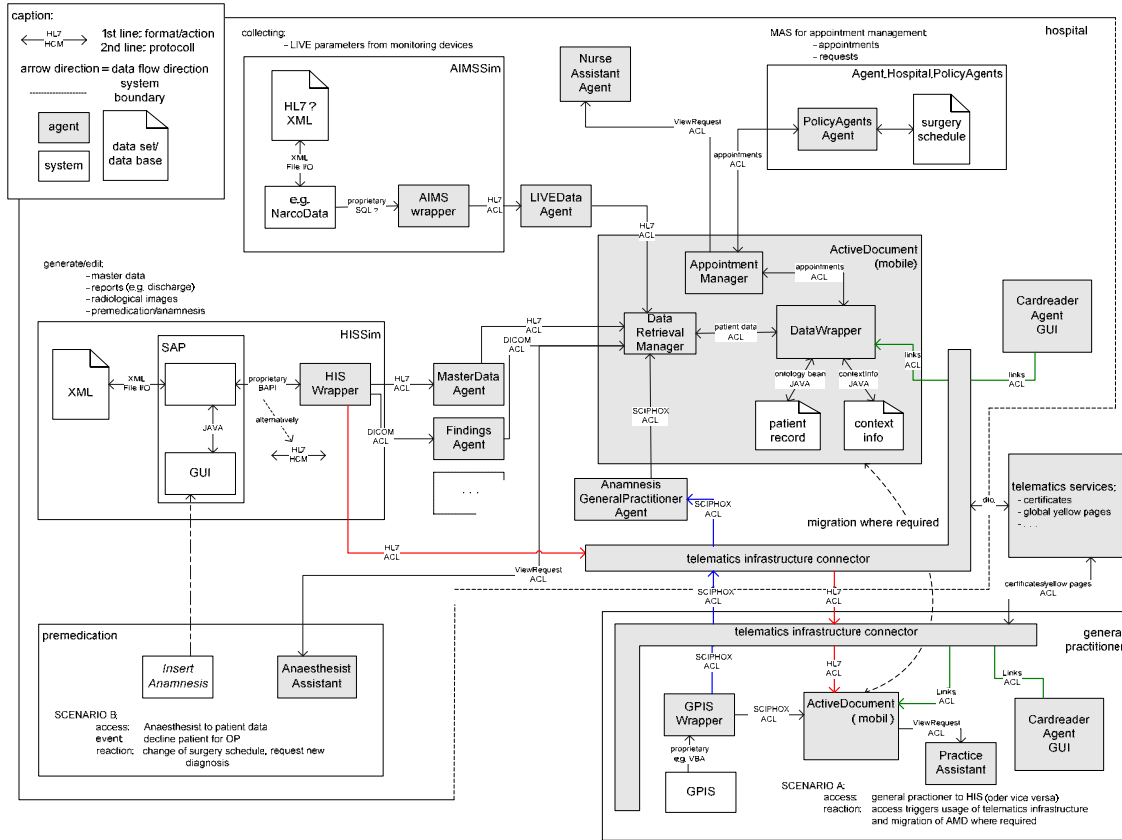 caption:
HL7
HCM
1st line: format/action
2nd line: protocoll
arrow direction = data flow direction
system
boundary
agent
system
data set/
data base
collecting:
- LIVE parameters from monitoring devices
AIMSSim
HL7 ?
XML
XML
File I/O
e.g.
NarcoData
proprietary
SQL ?
AIMS
wrapper
HL7
ACL
LIVEData
Agent
HL7
ACL
Nurse
Assistant
Agent
ViewRequest
ACL
MAS for appointment management:
- appointments
- requests
hospital
Agent.Hospital.PolicyAgents
PolicyAgents
Agent
surgery
schedule
appointments
ACL
ActiveDocument
(mobile)
Appointment
Manager
appointments
ACL
Data
Retrieval
Manager
patient data
ACL
DataWrapper
ontology bean
JAVA
contextInfo
JAVA
patient
record
context
info
links
ACL
Cardreader
Agent
GUI
links
ACL
generate/edit:
- master data
- reports (e.g. discharge)
- radiological images
- premedication/anamnesis
HISSim
XML
XML
File I/O
SAP
JAVA
GUI
proprietary
BAPI
alternatively
HL7
HCM
HIS
Wrapper
HL7
ACL
DICOM
ACL
MasterData
Agent
Findings
Agent
. . .
HL7
ACL
DICOM
ACL
SCIPHOX
ACL
Anamnesis
GeneralPractitioner
Agent
SCIPHOX
ACL
migration where required
dito
telematics services:
- certificates
- global yellow pages
- . . .
HL7
ACL
telematics infrastructure connector
ViewRequest
ACL
SCIPHOX
ACL
HL7
ACL
certificates/yellow pages
ACL
premedication
Insert
Anamnesis
Anaesthesist
Assistant
SCENARIO B:
access: Anaesthesist to patient data
event: decline patient for OP
reaction: change of surgery schedule, request new
diagnosis
telematics infrastructure connector
general
practitioner
SCIPHOX
ACL
HL7
ACL
Links
ACL
Links
ACL
GPIS
Wrapper
SCIPHOX
ACL
ActiveDocument
( mobil )
ViewRequest
ACL
Cardreader
Agent
GUI
proprietary
e.g. VBA
GPIS
Practice
Assistant
SCENARIO A:
access: general practioner to HIS (oder vice versa)
reaction: access triggers usage of telematics infrastructure
and migration of AMD where required